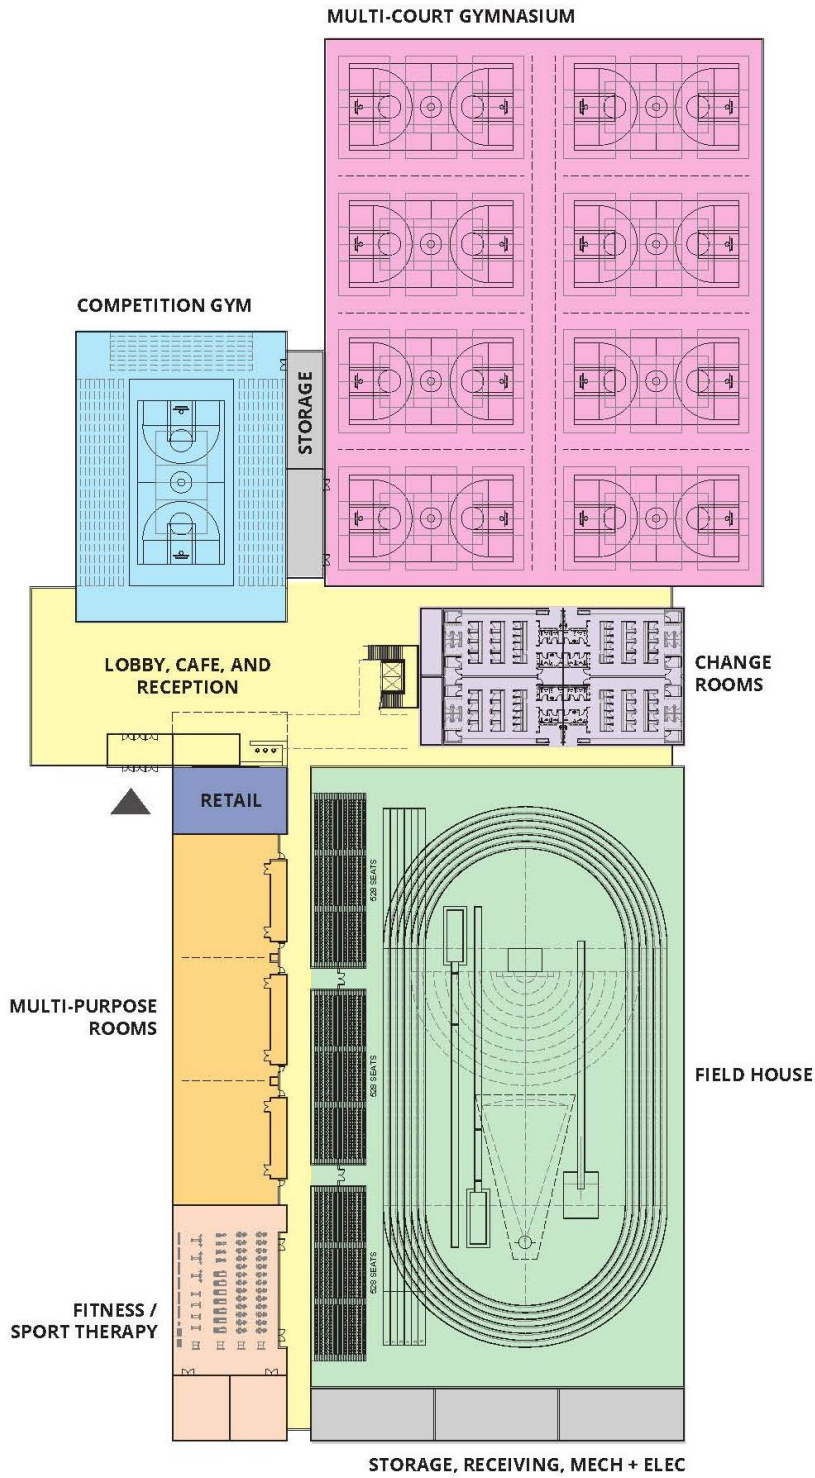 MULTI-COURT GYMNASIUM
COMPETITION GYM
STORAGE
LOBBY, CAFE, AND
RECEPTION
CHANGE
ROOMS
RETAIL
528 SEATS
MULTI-PURPOSE
ROOMS
528 SEATS
FIELD HOUSE
528 SEATS
FITNESS /
SPORT THERAPY
STORAGE, RECEIVING, MECH + ELEC